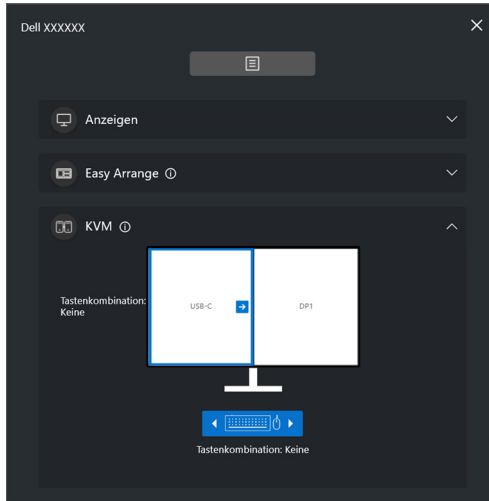 Dell XXXXXX
Anzeigen
Easy Arrange
KVM
Tastenkombination:
Keine
USB-C
DP1
Tastenkombination: Keine